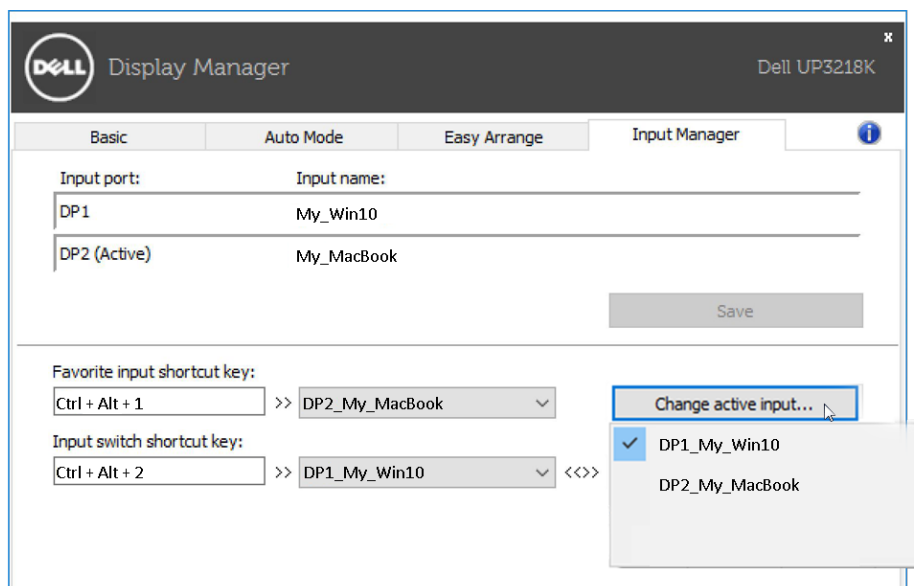 DELL Display Manager
x
Dell UP3218K
Basic Auto Mode Easy Arrange Input Manager i
Input port: Input name:
DP1 My_Win10
DP2 (Active) My_MacBook
Save
Favorite input shortcut key:
Ctrl + Alt + 1 >> DP2_My_MacBook Change active input...
Input switch shortcut key:
DP1_My_Win10
Ctrl + Alt + 2 >> DP1_My_Win10 <<>>
DP2_My_MacBook